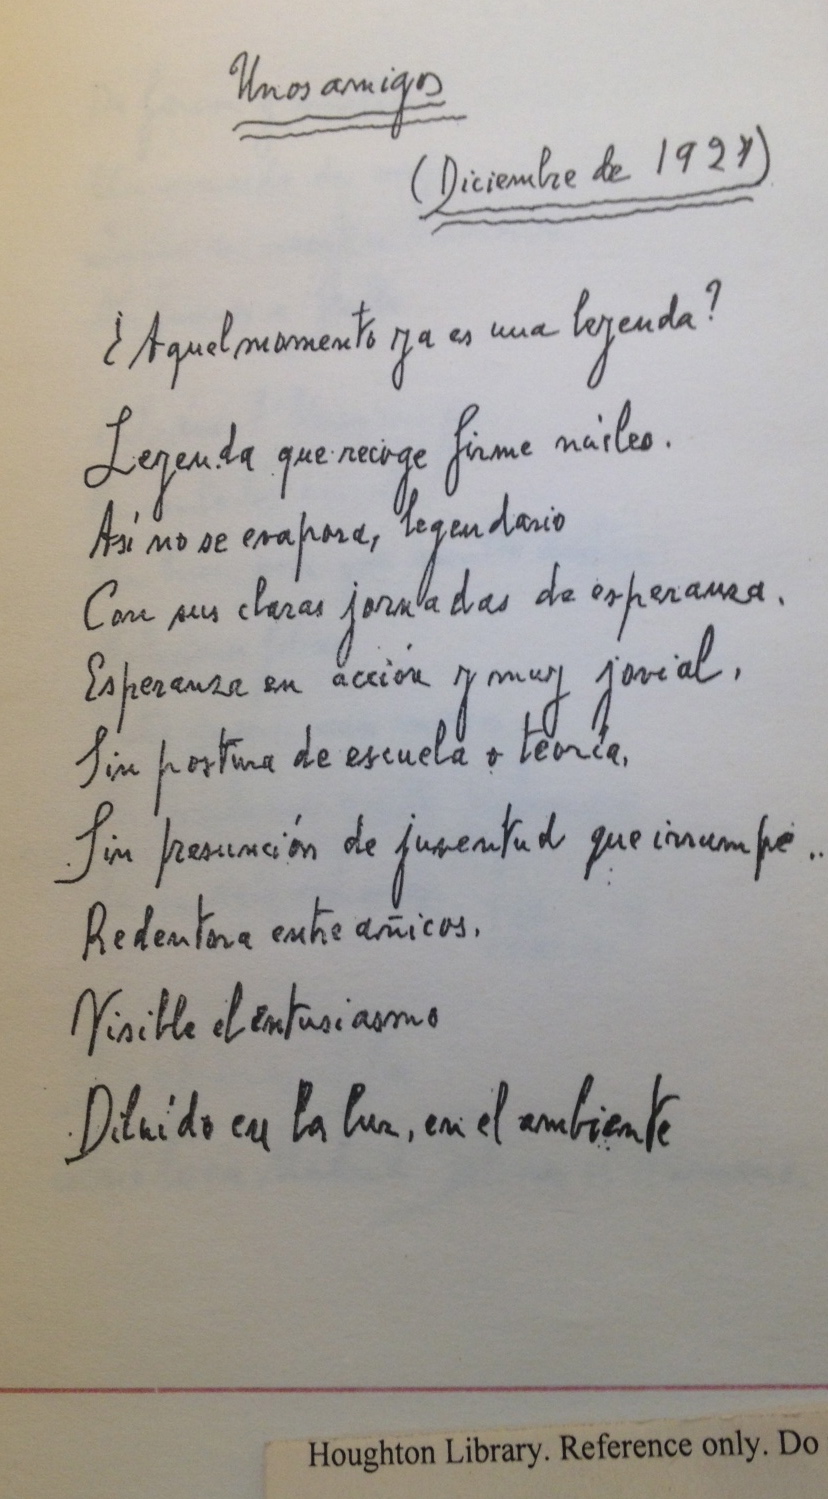 Unos amigos
(Diciembre de 1927)
¿Aquel momento ya es una leyenda?
Leyenda que recoge firme núcleo.
Así no se evapora, legendario
Con sus claras jornadas de esperanza.
Esperanza en acción y muy jovial,
Sin postura de escuela o teoría,
Sin presunción de juventud que irrumpe..
Redentora entre añicos.
Visible el entusiasmo
Diluído en la luz, en el ambiente
Houghton Library. Reference only. Do